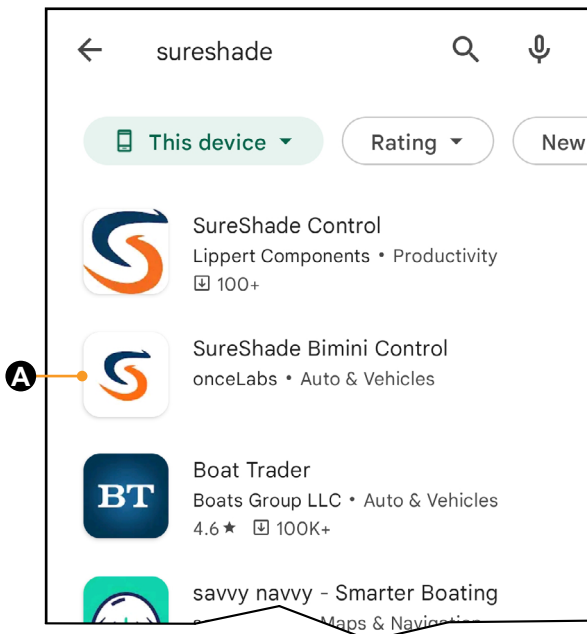 sureshade
This device
Rating
New
SureShade Control
Lippert Components • Productivity
100+
A
SureShade Bimini Control
onceLabs • Auto & Vehicles
BT
Boat Trader
Boats Group LLC • Auto & Vehicles
4.6★ 100K+
savvy navvy - Smarter Boating
Maps & Navigation